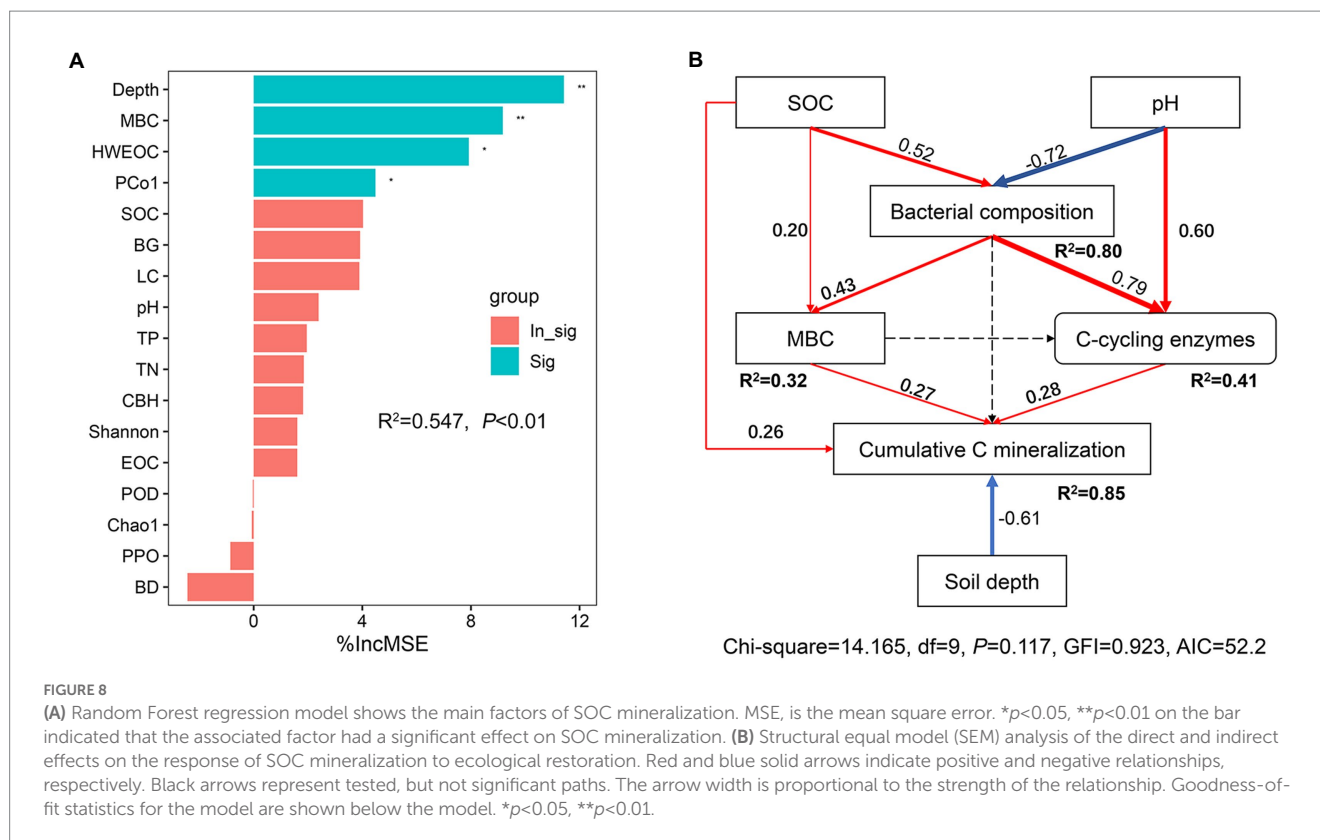 A
Depth
**
MBC
**
HWEOC
*
PCo1
*
SOC
BG
LC
pH
TP
TN
CBH
Shannon
EOC
POD
Chao1
PPO
BD
group
In_sig
Sig
R²=0.547, P<0.01
0 4 8 12
%IncMSE
B
SOC
pH
0.52
-0.72
Bacterial composition
0.20
R²=0.80
0.60
0.43
0.79
MBC
C-cycling enzymes
R²=0.32
R²=0.41
0.27
0.28
0.26
Cumulative C mineralization
R²=0.85
-0.61
Soil depth
Chi-square=14.165, df=9, P=0.117, GFI=0.923, AIC=52.2
FIGURE 8
(A) Random Forest regression model shows the main factors of SOC mineralization. MSE, is the mean square error. *p<0.05, **p<0.01 on the bar
indicated that the associated factor had a significant effect on SOC mineralization. (B) Structural equal model (SEM) analysis of the direct and indirect
effects on the response of SOC mineralization to ecological restoration. Red and blue solid arrows indicate positive and negative relationships,
respectively. Black arrows represent tested, but not significant paths. The arrow width is proportional to the strength of the relationship. Goodness-of-
fit statistics for the model are shown below the model. *p<0.05, **p<0.01.